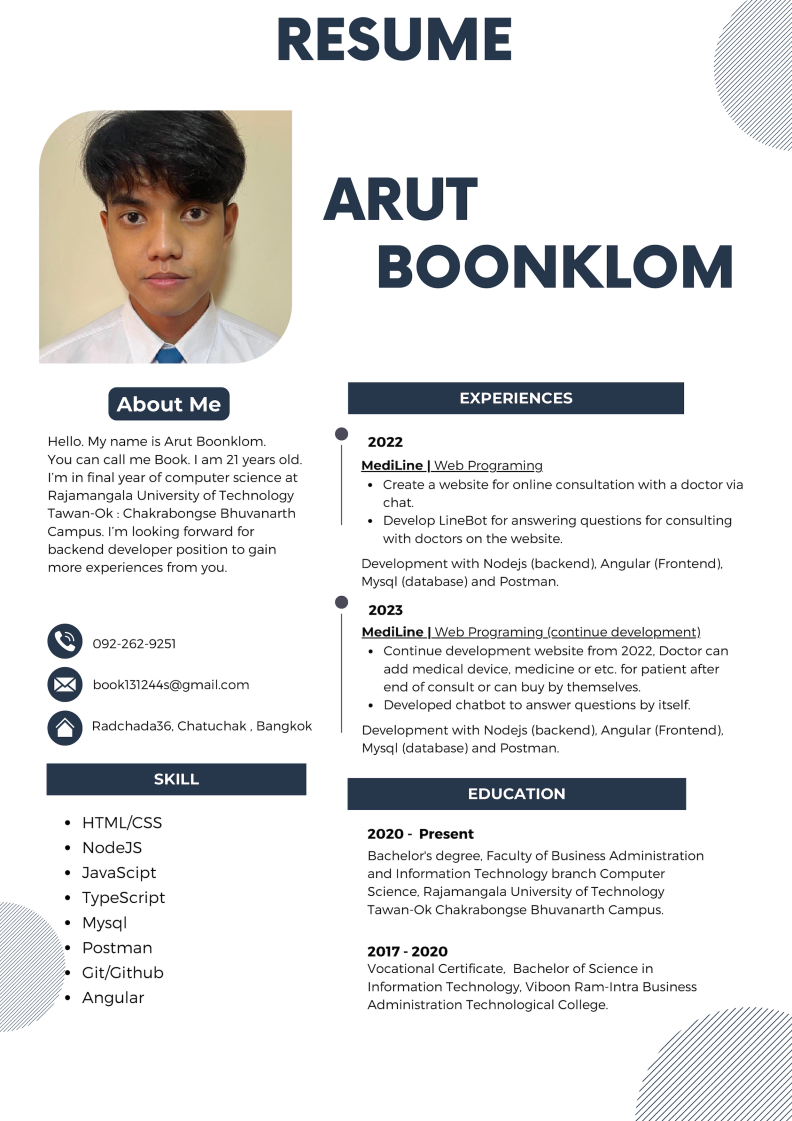 RESUME
ARUT
BOONKLOM
About Me
Hello. My name is Arut Boonklom.
You can call me Book. I am 21 years old.
I'm in final year of computer science at
Rajamangala University of Technology
Tawan-Ok : Chakrabongse Bhuvanarth
Campus. I'm looking forward for
backend developer position to gain
more experiences from you.
092-262-9251
book131244s@gmail.com
Radchada36, Chatuchak , Bangkok
SKILL
• HTML/CSS
• NodeJS
• JavaScipt
• TypeScript
• Mysql
• Postman
• Git/Github
• Angular
EXPERIENCES
2022
MediLine | Web Programing
• Create a website for online consultation with a doctor via
chat.
• Develop LineBot for answering questions for consulting
with doctors on the website.
Development with Nodejs (backend), Angular (Frontend),
Mysql (database) and Postman.
2023
MediLine | Web Programing (continue development)
• Continue development website from 2022, Doctor can
add medical device, medicine or etc. for patient after
end of consult or can buy by themselves.
• Developed chatbot to answer questions by itself.
Development with Nodejs (backend), Angular (Frontend),
Mysql (database) and Postman.
EDUCATION
2020 - Present
Bachelor's degree, Faculty of Business Administration
and Information Technology branch Computer
Science, Rajamangala University of Technology
Tawan-Ok Chakrabongse Bhuvanarth Campus.
2017 - 2020
Vocational Certificate, Bachelor of Science in
Information Technology, Viboon Ram-Intra Business
Administration Technological College.